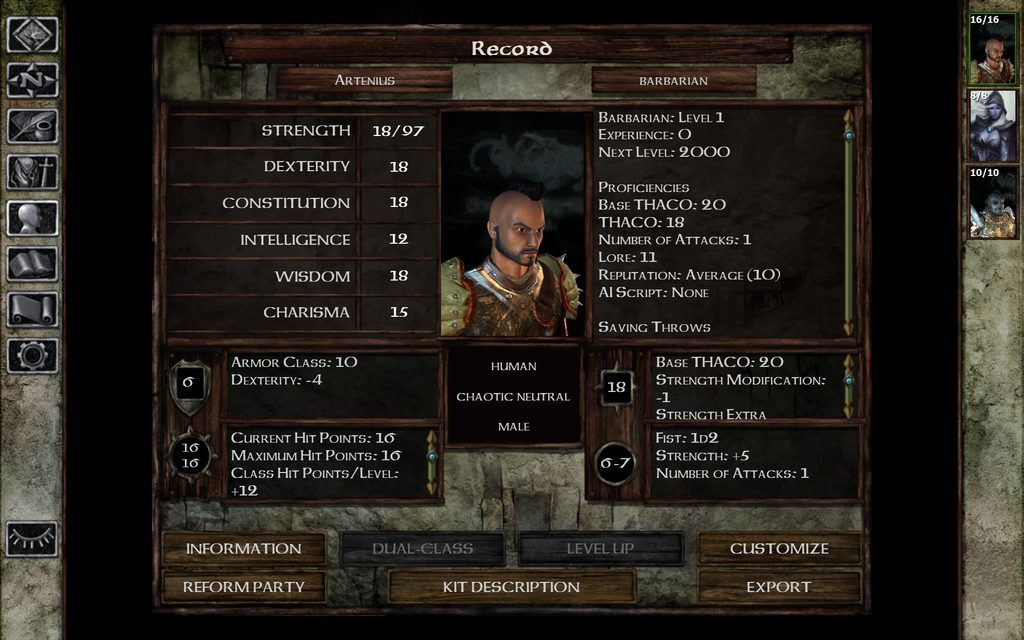 Record
Artenius
BARBARIAN
STRENGTH 18/97
DEXTERITY 18
CONSTITUTION 18
INTELLIGENCE 12
WISDOM 18
CHARISMA 15
Barbarian: Level 1
Experience: 0
Next Level: 2000
Proficiencies
Base THAC0: 20
THAC0: 18
Number of Attacks: 1
Lore: 11
Reputation: Average (10)
AI Script: None
Saving Throws
6
Armor Class: 10
Dexterity: -4
16
16
Current Hit Points: 16
Maximum Hit Points: 16
Class Hit Points/Level:
+12
HUMAN
CHAOTIC NEUTRAL
MALE
18
Base THAC0: 20
Strength Modification:
-1
Strength Extra
6-7
Fist: 1d2
Strength: +5
Number of Attacks: 1
INFORMATION
DUAL-CLASS
LEVEL UP
CUSTOMIZE
REFORM PARTY
KIT DESCRIPTION
EXPORT
16/16
8/8
10/10
N